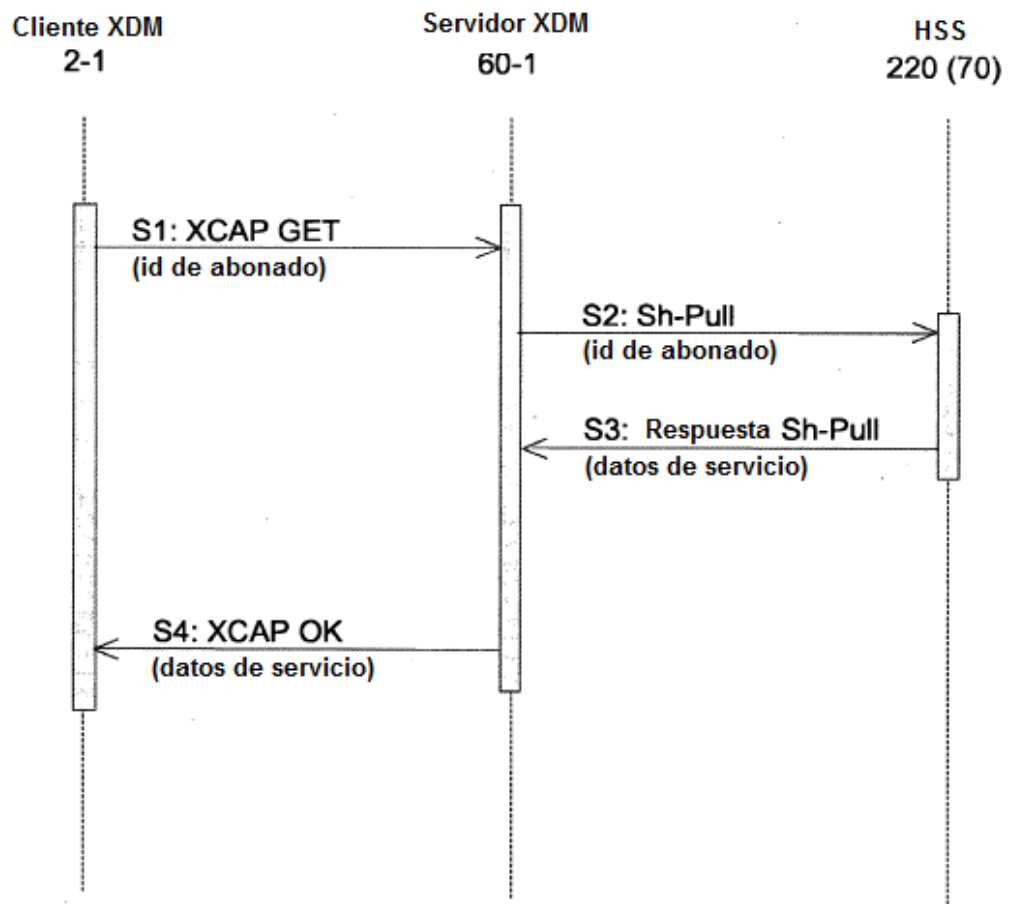 Cliente XDM
2-1
Servidor XDM
60-1
HSS
220 (70)
S1: XCAP GET
(id de abonado)
S2: Sh-Pull
(id de abonado)
S3: Respuesta Sh-Pull
(datos de servicio)
S4: XCAP OK
(datos de servicio)